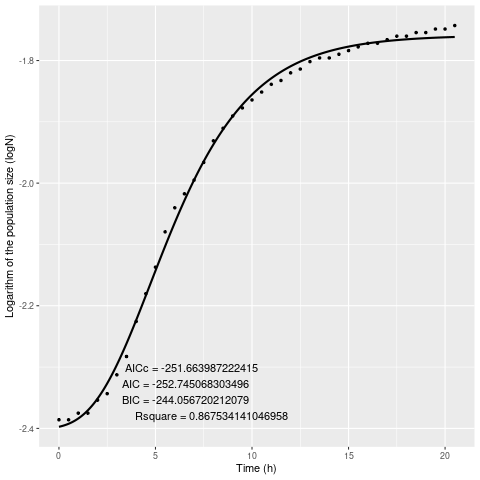 Logarithm of the population size (logN)
-1.8
-2.0
-2.2
-2.4
AICc = -251.663987222415
AIC = -252.745068303496
BIC = -244.056720212079
Rsquare = 0.867534141046958
0 5 10 15 20
Time (h)